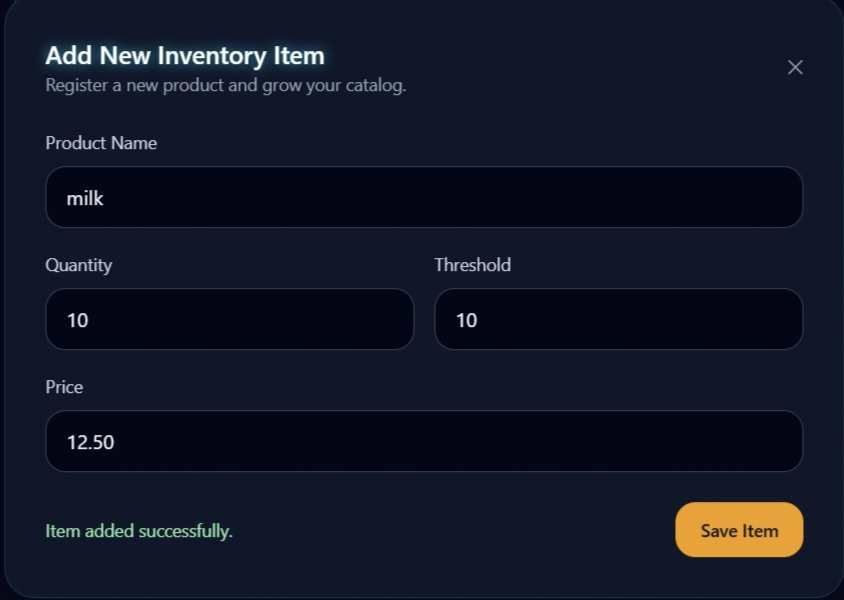 Add New Inventory Item
Register a new product and grow your catalog.
Product Name
milk
Quantity
Threshold
10
10
Price
12.50
Item added successfully.
Save Item